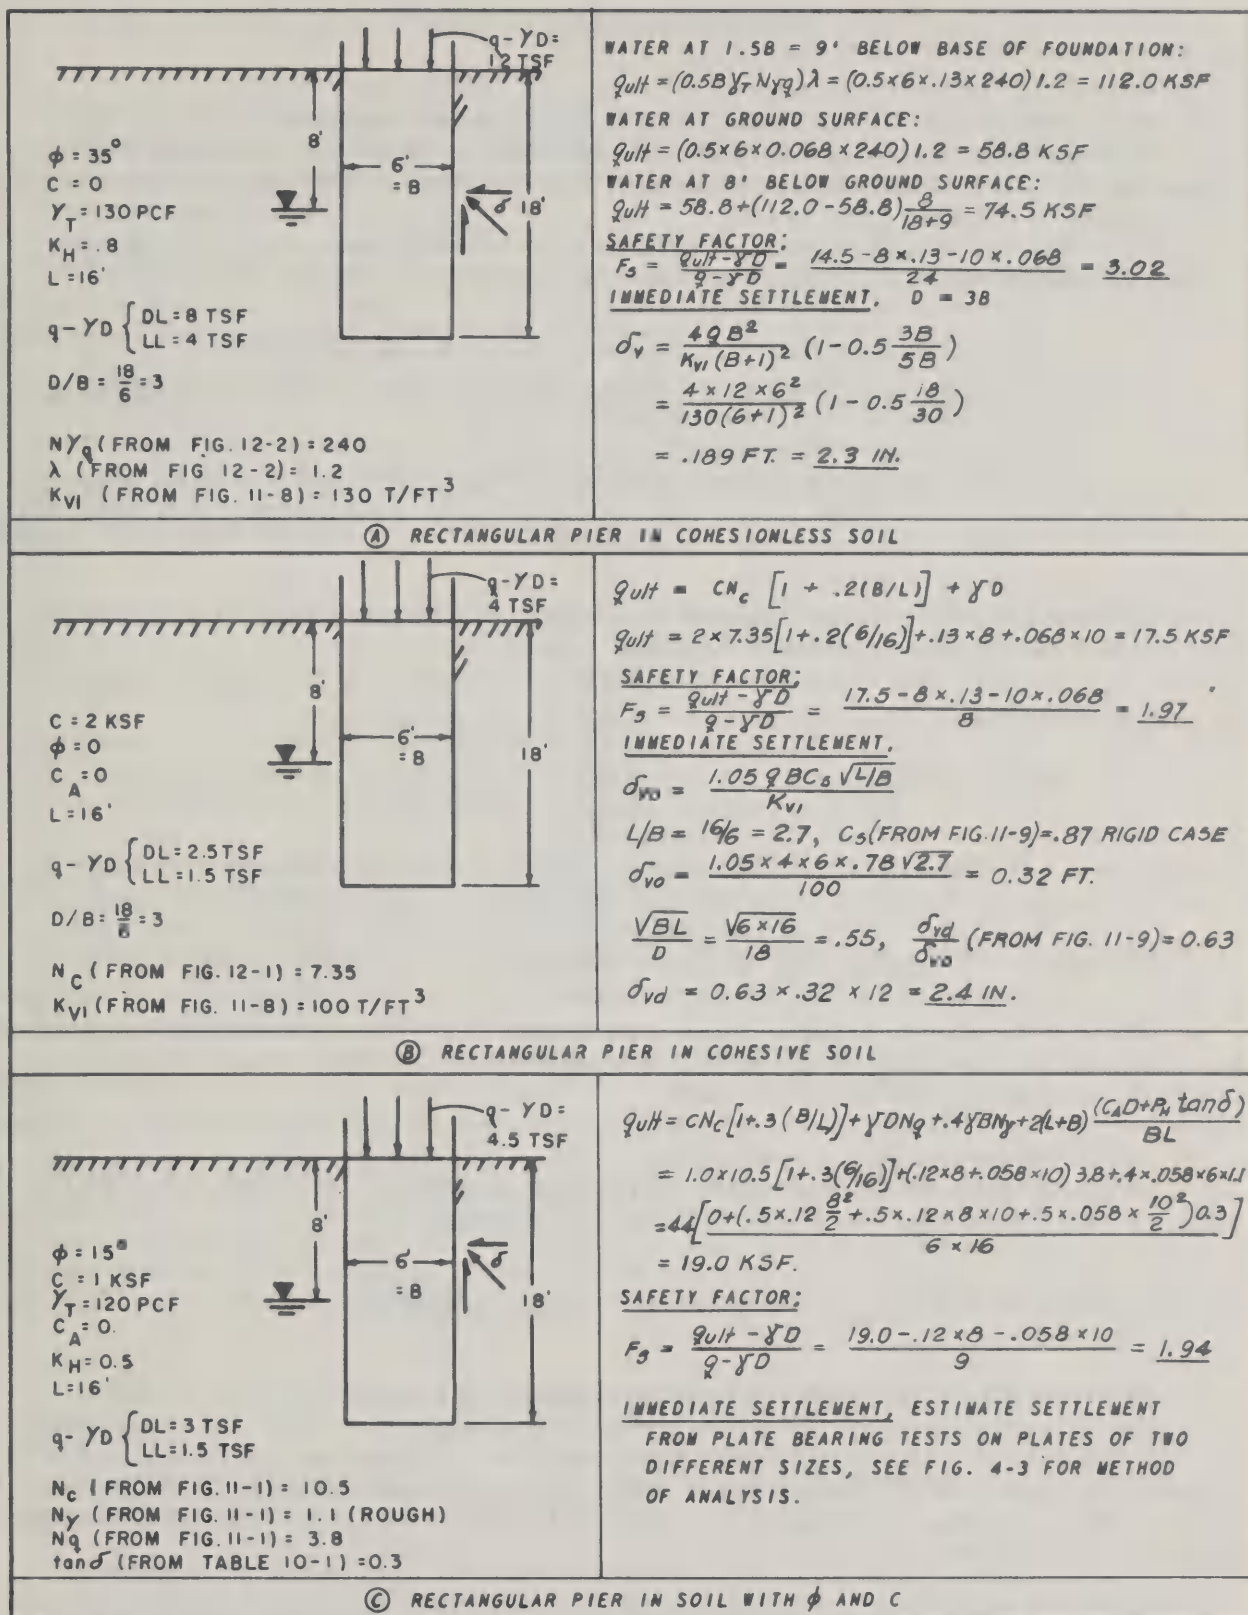 q-γD=
12 TSF
8'
6'
= B
18'
δ
φ = 35°
C = 0
γT = 130 PCF
KH = .8
L = 16'
q-γD { DL = 8 TSF
LL = 4 TSF
D/B = 18/6 = 3
Nγq (FROM FIG. 12-2) = 240
λ (FROM FIG 12-2) = 1.2
KVI (FROM FIG. 11-8) = 130 T/FT³
WATER AT 1.5B = 9' BELOW BASE OF FOUNDATION:
qult = (0.5BγT Nγq)λ = (0.5×6×.13×240)1.2 = 112.0 KSF
WATER AT GROUND SURFACE:
qult = (0.5×6×0.068×240)1.2 = 58.8 KSF
WATER AT 8' BELOW GROUND SURFACE:
qult = 58.8+(112.0-58.8) 8/(18+9) = 74.5 KSF
SAFETY FACTOR:
Fs = (qult-γD)/(q-γD) = (14.5-8×.13-10×.068)/24 = 3.02
IMMEDIATE SETTLEMENT, D = 3B
δv = 4QB²/(KVI(B+1)²) (1-0.5 3B/5B)
= (4×12×6²)/(130(6+1)²) (1-0.5 18/30)
= .189 FT. = 2.3 IN.
Ⓐ RECTANGULAR PIER IN COHESIONLESS SOIL
q-γD=
4 TSF
8'
6'
= B
18'
C = 2 KSF
φ = 0
CA = 0
L = 16'
q-γD { DL = 2.5 TSF
LL = 1.5 TSF
D/B = 18/6 = 3
NC (FROM FIG. 12-1) = 7.35
KVI (FROM FIG. 11-8) = 100 T/FT³
qult = CNc [1 + .2(B/L)] + γD
qult = 2×7.35[1+.2(6/16)]+.13×8+.068×10 = 17.5 KSF
SAFETY FACTOR;
Fs = (qult-γD)/(q-γD) = (17.5-8×.13-10×.068)/8 = 1.97
IMMEDIATE SETTLEMENT,
δvo = 1.05 qBCs √L/B / KVI
L/B = 16/6 = 2.7, Cs (FROM FIG. 11-9) = .87 RIGID CASE
δvo = (1.05×4×6×.78 √2.7)/100 = 0.32 FT.
√BL/D = √6×16/18 = .55, δvd/δvo (FROM FIG. 11-9) = 0.63
δvd = 0.63 × .32 × 12 = 2.4 IN.
Ⓑ RECTANGULAR PIER IN COHESIVE SOIL
q-γD=
4.5 TSF
8'
6'
= B
18'
δ
φ = 15°
C = 1 KSF
γT = 120 PCF
CA = 0.
KH = 0.5
L = 16'
q-γD { DL = 3 TSF
LL = 1.5 TSF
Nc (FROM FIG. 11-1) = 10.5
Nγ (FROM FIG. 11-1) = 1.1 (ROUGH)
Nq (FROM FIG. 11-1) = 3.8
tanδ (FROM TABLE 10-1) = 0.3
qult = CNc[1+.3(B/L)]+γDNq+.4γBNγ+2(L+B) (CAD+PH tanδ)/BL
= 1.0×10.5[1+.3(6/16)]+(.12×8+.058×10)3.8+.4×.058×6×1.1
=44[0+(.5×.12 8²/2+.5×.12×8×10+.5×.058×10²/2)0.3]/(6×16)
= 19.0 KSF.
SAFETY FACTOR:
Fs = (qult-γD)/(q-γD) = (19.0-.12×8-.058×10)/9 = 1.94
IMMEDIATE SETTLEMENT, ESTIMATE SETTLEMENT
FROM PLATE BEARING TESTS ON PLATES OF TWO
DIFFERENT SIZES, SEE FIG. 4-3 FOR METHOD
OF ANALYSIS.
Ⓒ RECTANGULAR PIER IN SOIL WITH φ AND C